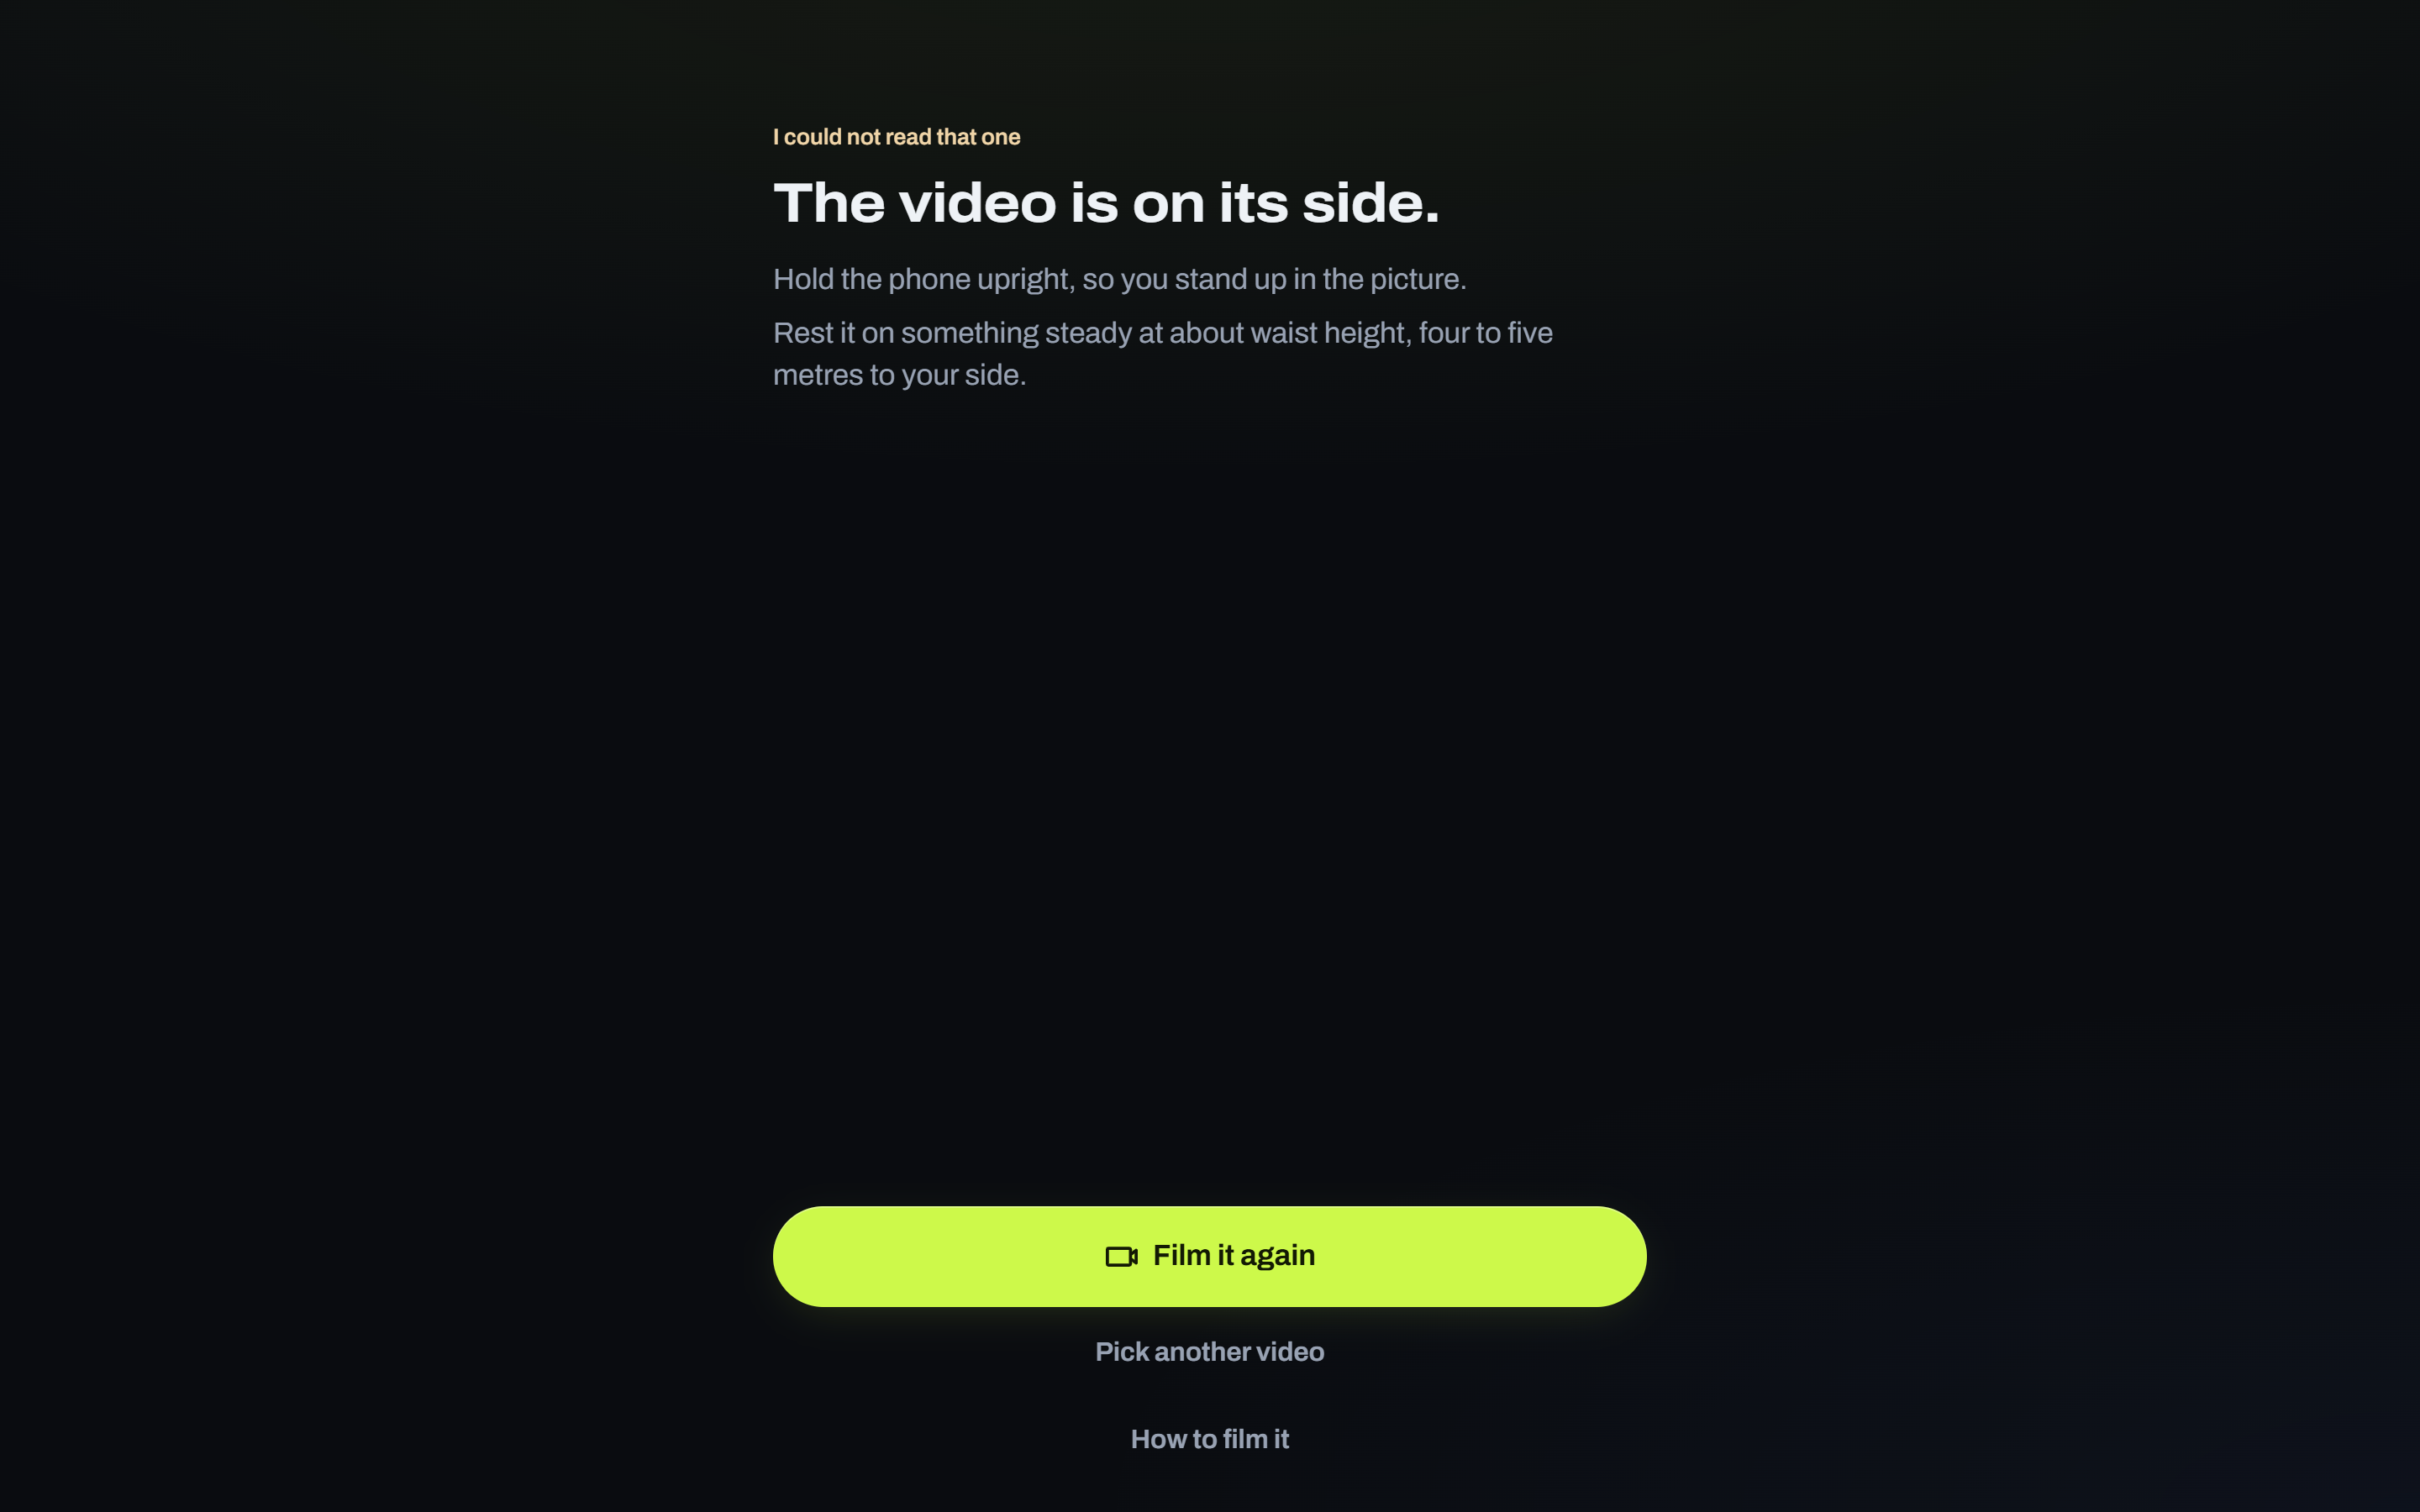 I could not read that one
The video is on its side.
Hold the phone upright, so you stand up in the picture.
Rest it on something steady at about waist height, four to five
metres to your side.
Film it again
Pick another video
How to film it